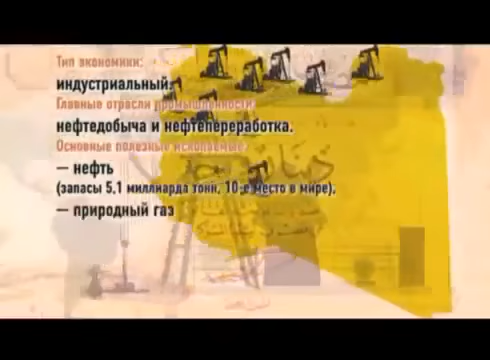 Тип экономики:
индустриальный.
Главные отрасли промышленности:
нефтедобыча и нефтепереработка.
Основные полезные ископаемые:
— нефть
(запасы 5,1 миллиарда тонн, 10-е место в мире),
— природный газ